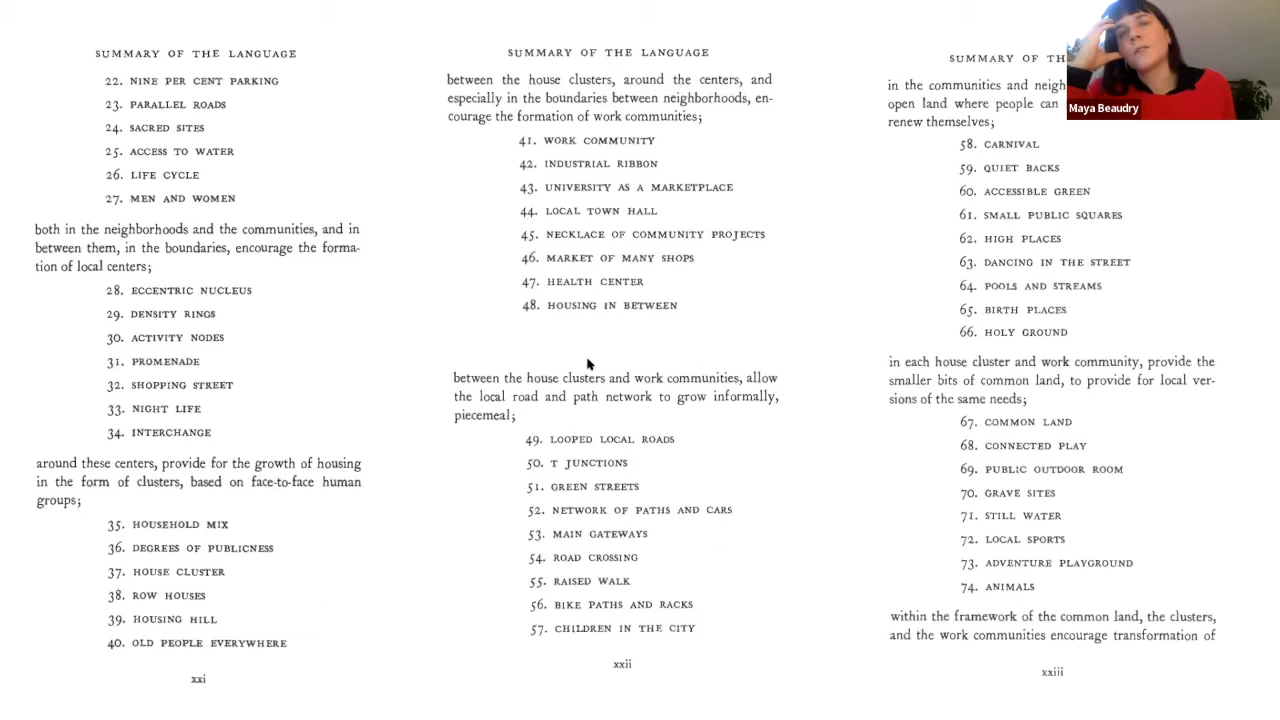 SUMMARY OF THE LANGUAGE
22. NINE PER CENT PARKING
23. PARALLEL ROADS
24. SACRED SITES
25. ACCESS TO WATER
26. LIFE CYCLE
27. MEN AND WOMEN
both in the neighborhoods and the communities, and in
between them, in the boundaries, encourage the forma-
tion of local centers;
28. ECCENTRIC NUCLEUS
29. DENSITY RINGS
30. ACTIVITY NODES
31. PROMENADE
32. SHOPPING STREET
33. NIGHT LIFE
34. INTERCHANGE
around these centers, provide for the growth of housing
in the form of clusters, based on face-to-face human
groups;
35. HOUSEHOLD MIX
36. DEGREES OF PUBLICNESS
37. HOUSE CLUSTER
38. ROW HOUSES
39. HOUSING HILL
40. OLD PEOPLE EVERYWHERE
xxi
SUMMARY OF THE LANGUAGE
between the house clusters, around the centers, and
especially in the boundaries between neighborhoods, en-
courage the formation of work communities;
41. WORK COMMUNITY
42. INDUSTRIAL RIBBON
43. UNIVERSITY AS A MARKETPLACE
44. LOCAL TOWN HALL
45. NECKLACE OF COMMUNITY PROJECTS
46. MARKET OF MANY SHOPS
47. HEALTH CENTER
48. HOUSING IN BETWEEN
between the house clusters and work communities, allow
the local road and path network to grow informally,
piecemeal;
49. LOOPED LOCAL ROADS
50. T JUNCTIONS
51. GREEN STREETS
52. NETWORK OF PATHS AND CARS
53. MAIN GATEWAYS
54. ROAD CROSSING
55. RAISED WALK
56. BIKE PATHS AND RACKS
57. CHILDREN IN THE CITY
xxii
SUMMARY OF TH
in the communities and neigh
open land where people can
renew themselves;
58. CARNIVAL
59. QUIET BACKS
60. ACCESSIBLE GREEN
61. SMALL PUBLIC SQUARES
62. HIGH PLACES
63. DANCING IN THE STREET
64. POOLS AND STREAMS
65. BIRTH PLACES
66. HOLY GROUND
in each house cluster and work community, provide the
smaller bits of common land, to provide for local ver-
sions of the same needs;
67. COMMON LAND
68. CONNECTED PLAY
69. PUBLIC OUTDOOR ROOM
70. GRAVE SITES
71. STILL WATER
72. LOCAL SPORTS
73. ADVENTURE PLAYGROUND
74. ANIMALS
within the framework of the common land, the clusters,
and the work communities encourage transformation of
xxiii
Maya Beaudry